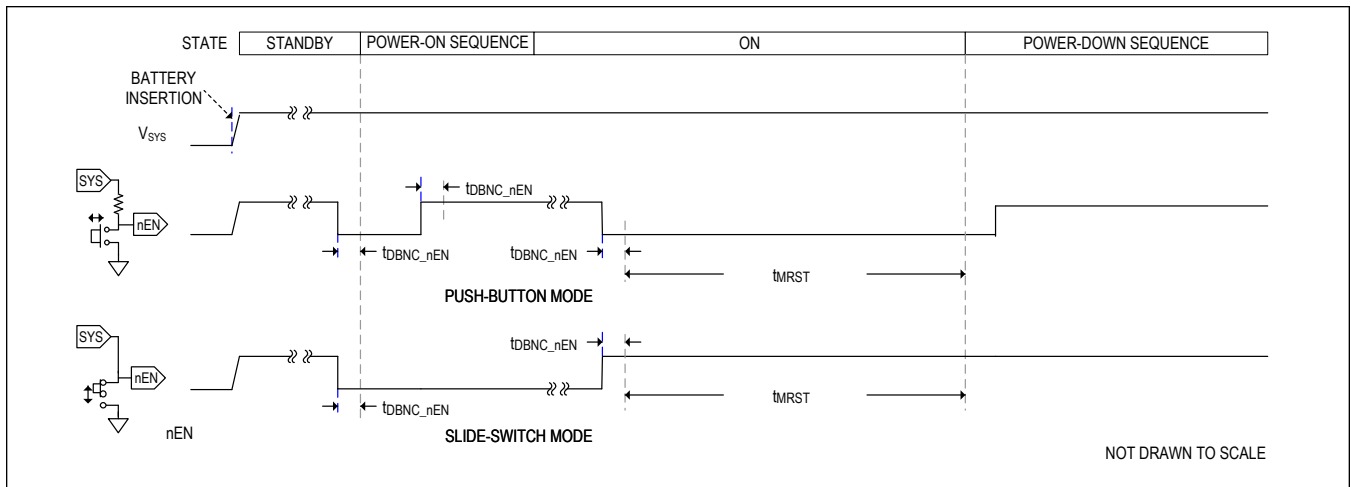 STATE STANDBY POWER-ON SEQUENCE ON POWER-DOWN SEQUENCE
BATTERY
INSERTION
VSYS
SYS
nEN
tDBNC_nEN
tDBNC_nEN tDBNC_nEN
tMRST
PUSH-BUTTON MODE
SYS
nEN
tDBNC_nEN
tDBNC_nEN
tMRST
nEN
SLIDE-SWITCH MODE
NOT DRAWN TO SCALE